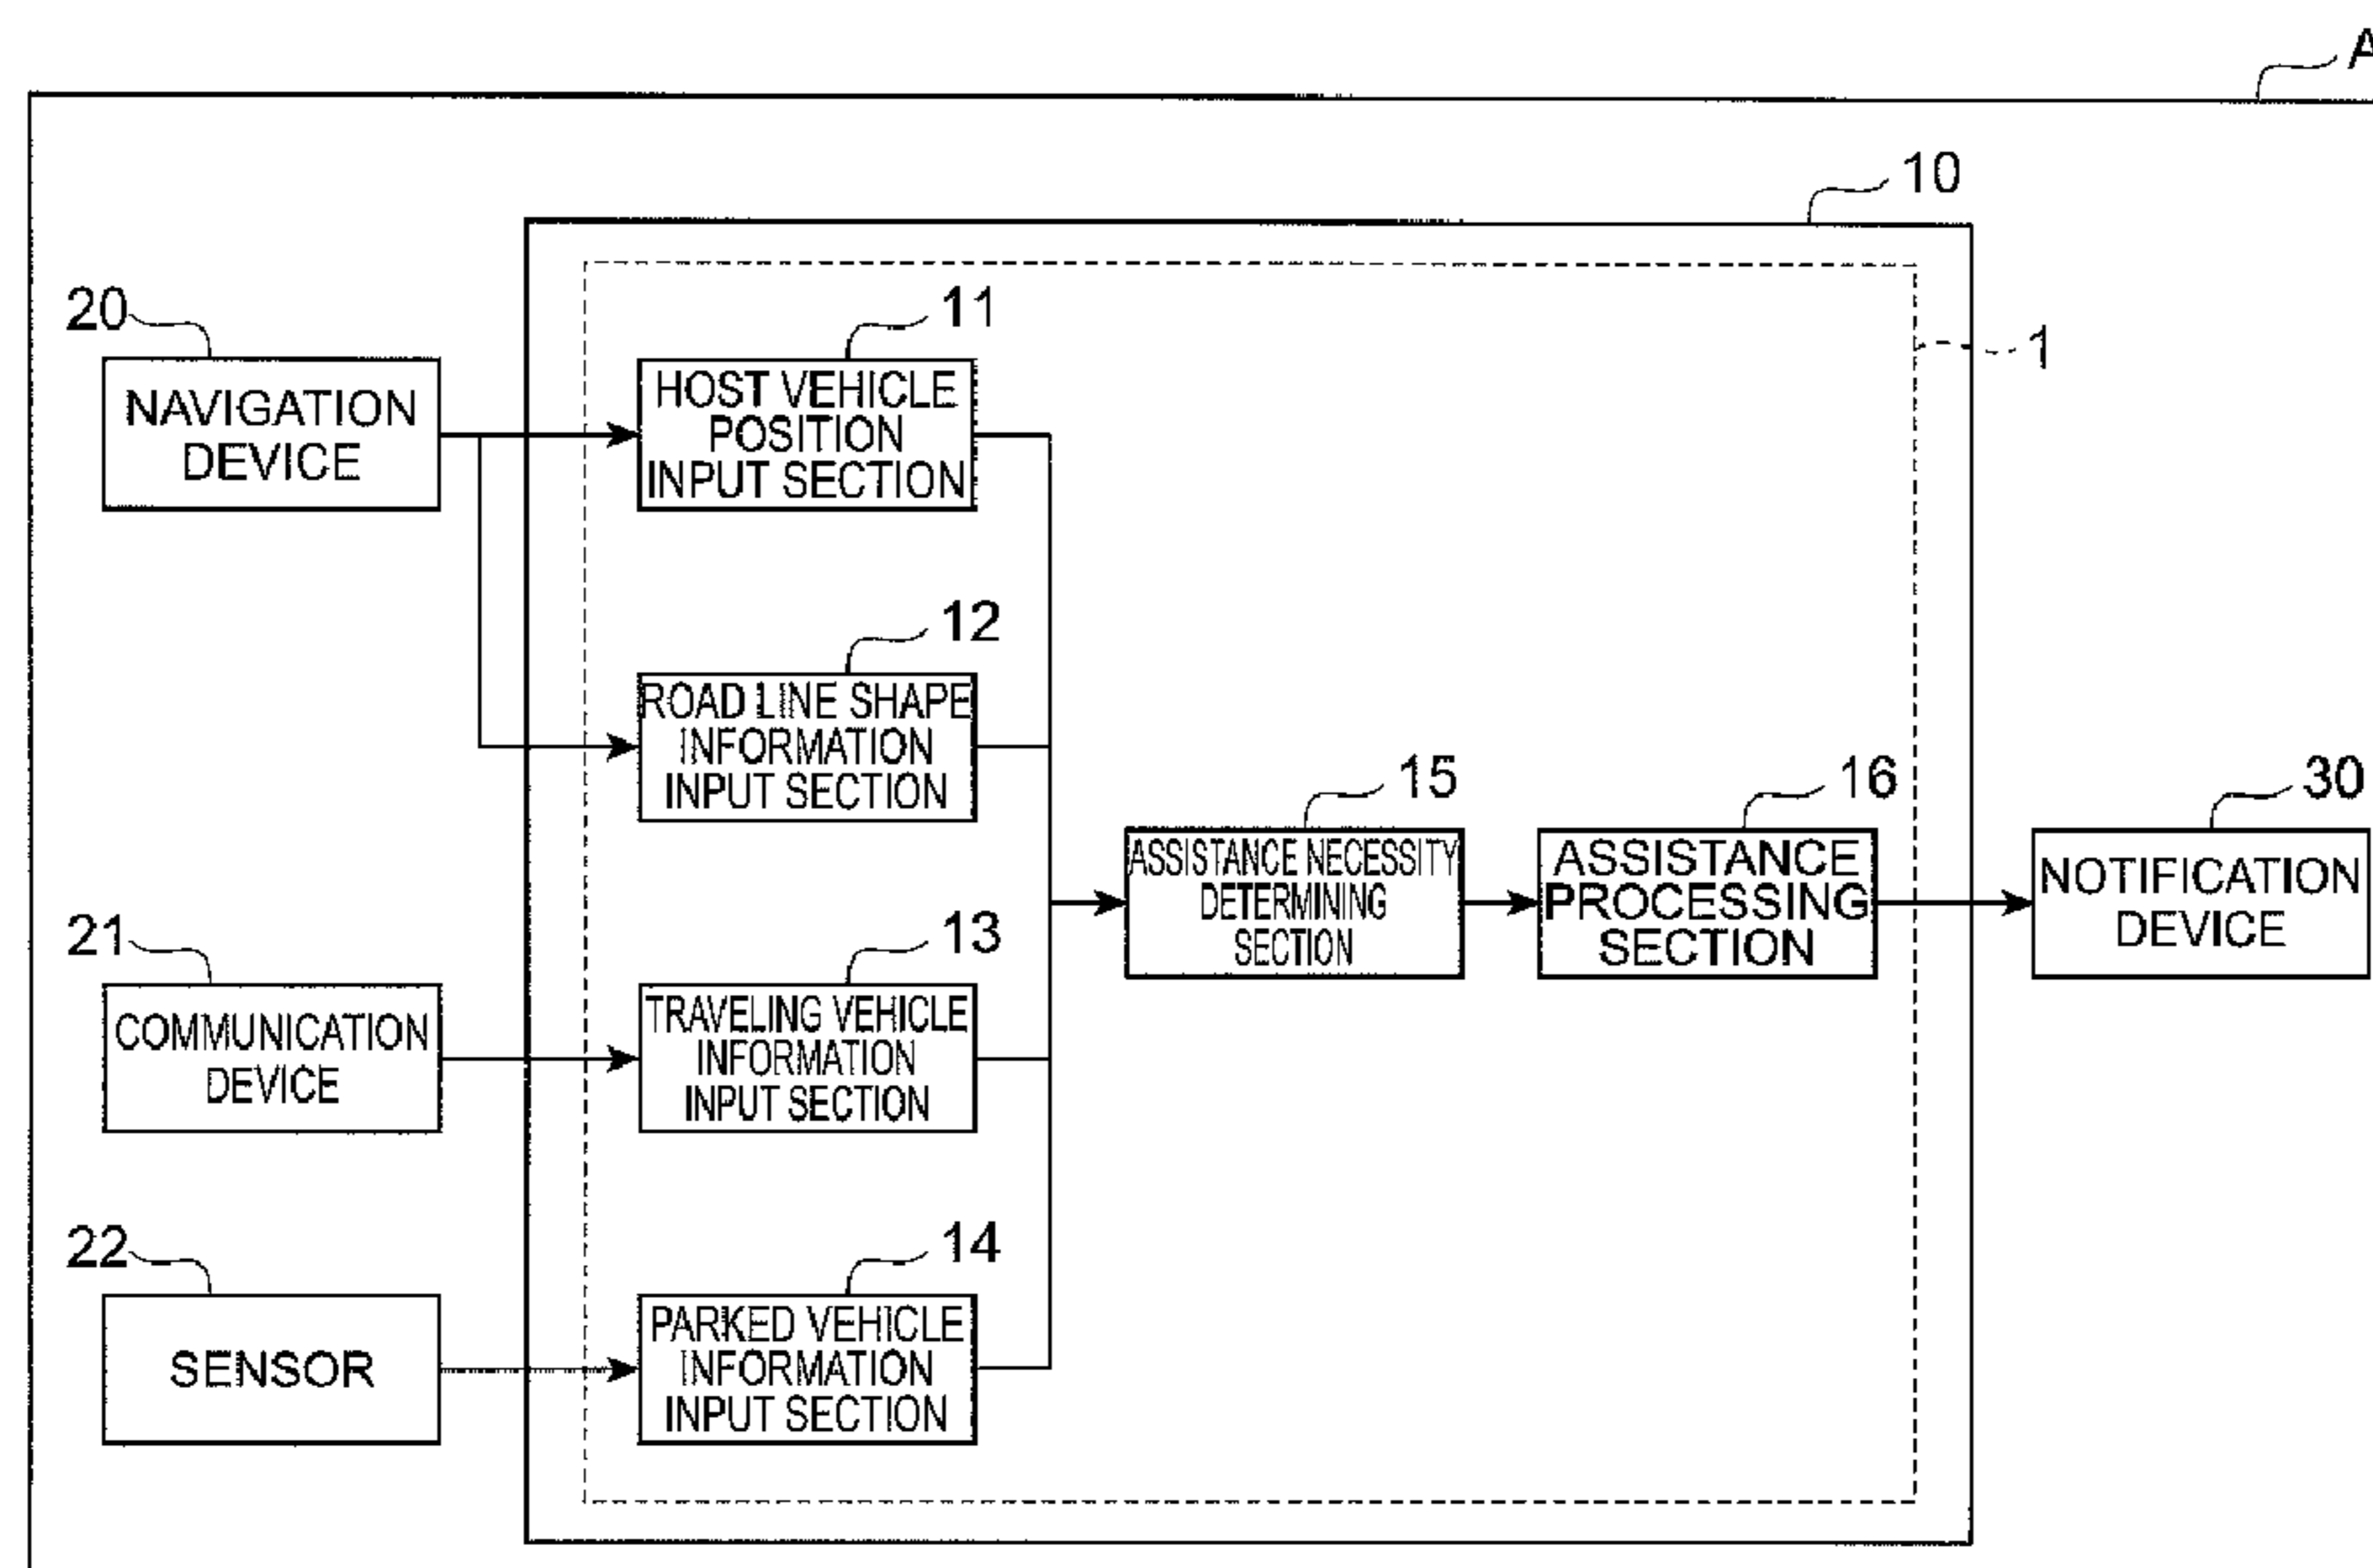 A
10
20
11
1
NAVIGATION
DEVICE
HOST VEHICLE
POSITION
INPUT SECTION
12
ROAD LINE SHAPE
INFORMATION
INPUT SECTION
15
16
30
ASSISTANCE NECESSITY
DETERMINING
SECTION
ASSISTANCE
PROCESSING
SECTION
NOTIFICATION
DEVICE
21
13
COMMUNICATION
DEVICE
TRAVELING VEHICLE
INFORMATION
INPUT SECTION
22
14
SENSOR
PARKED VEHICLE
INFORMATION
INPUT SECTION